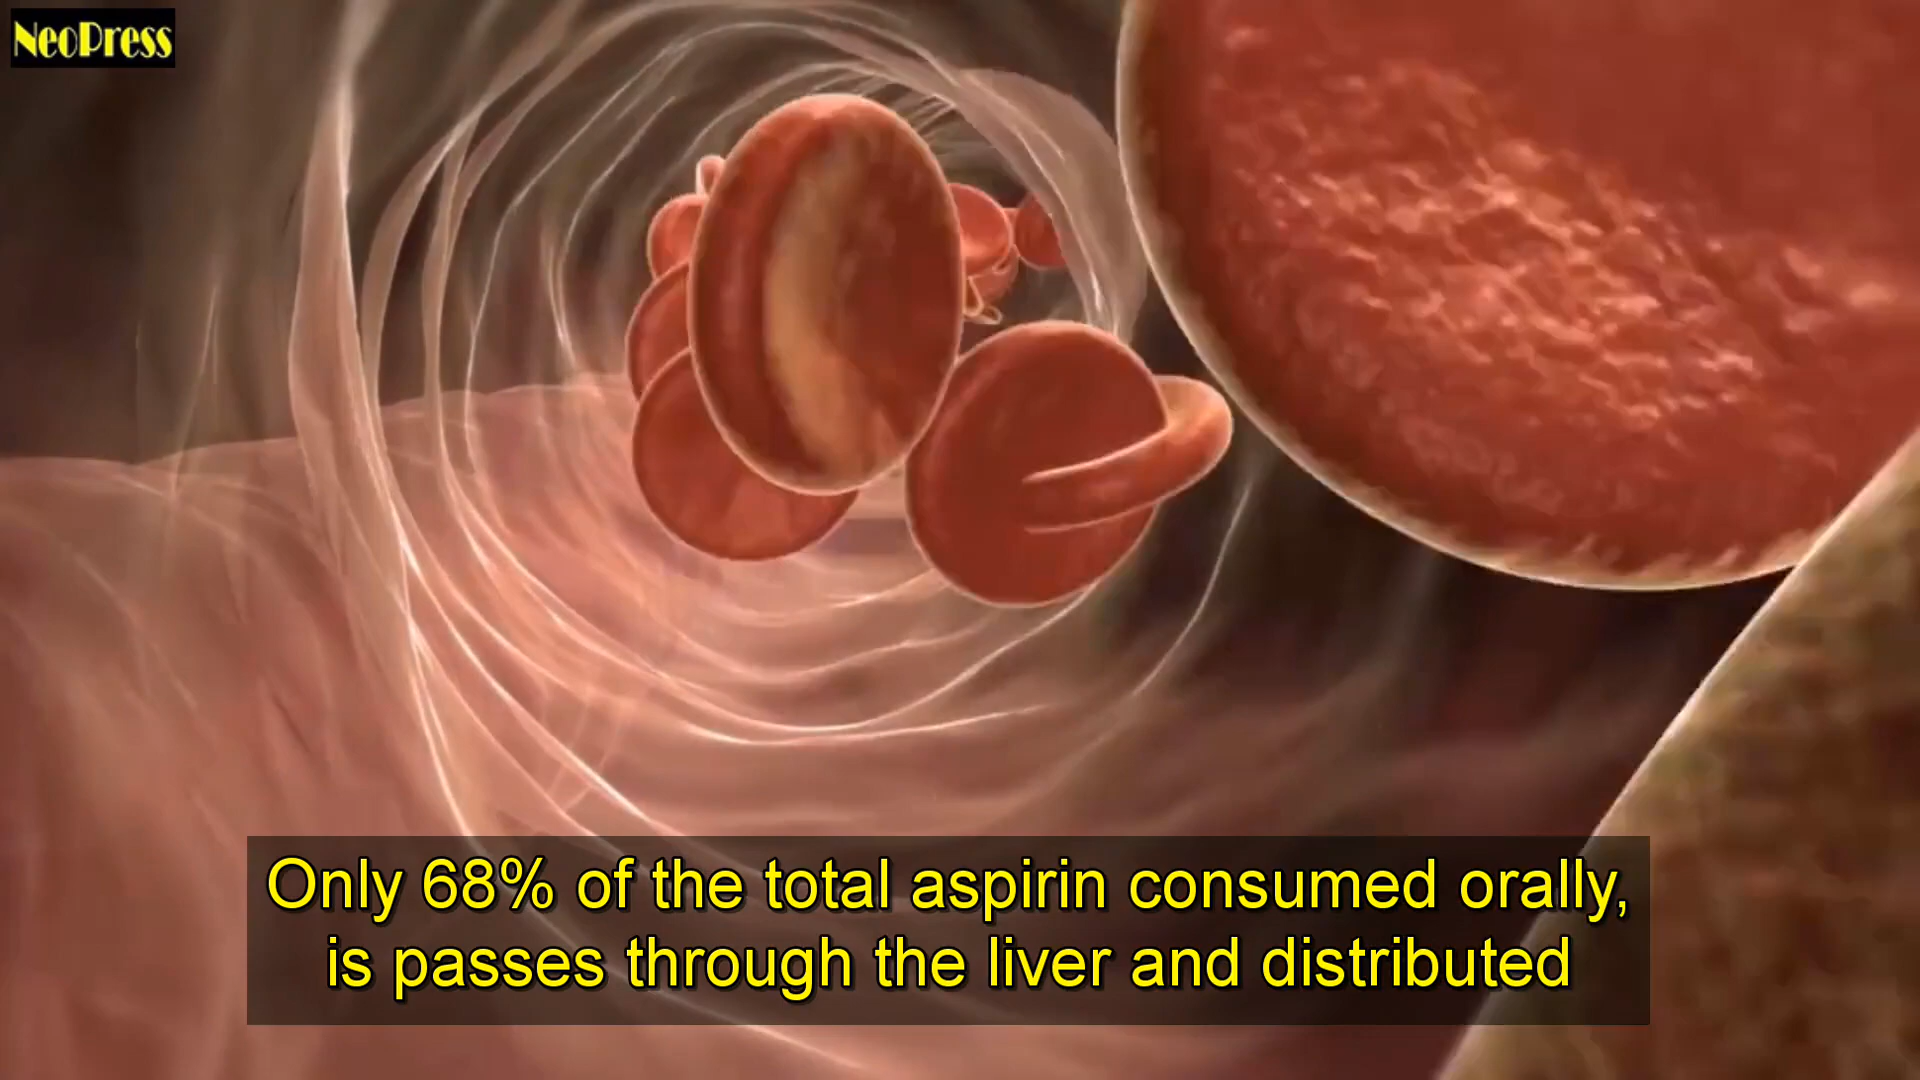 NeoPress
Only 68% of the total aspirin consumed orally,
is passes through the liver and distributed